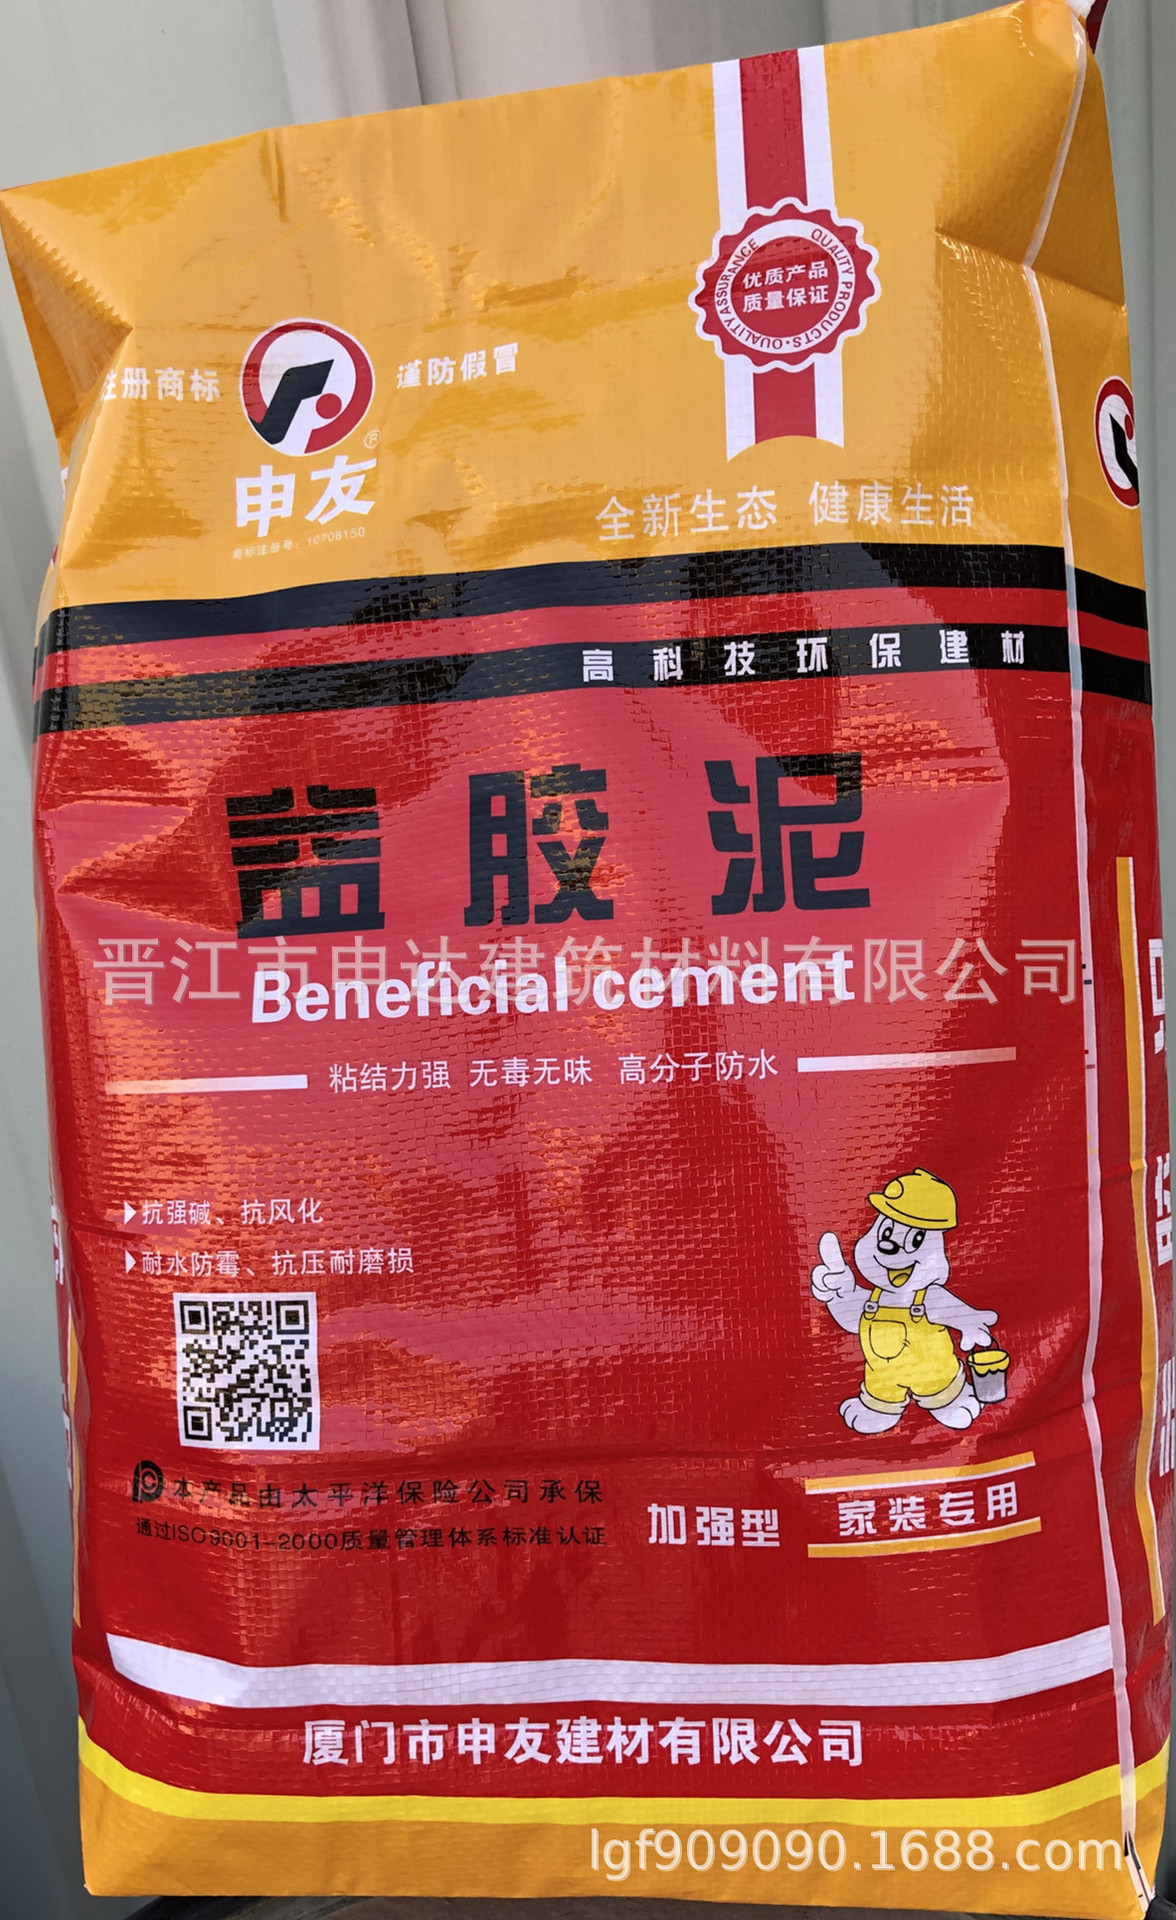 优质产品
质量保证
QUALITY PRODUCTS·QUALITY ASSURANCE
注册商标
谨防假冒
®
申友
商标注册号：10706150
全新生态 健康生活
高科技环保建材
益胶泥
晋江市申达建筑材料有限公司
Beneficial cement
粘结力强 无毒无味 高分子防水
抗强碱、抗风化
耐水防霉、抗压耐磨损
本产品由太平洋保险公司承保
通过ISO9001-2000质量管理体系标准认证
加强型
家装专用
厦门市申友建材有限公司
lgf909090.1688.com